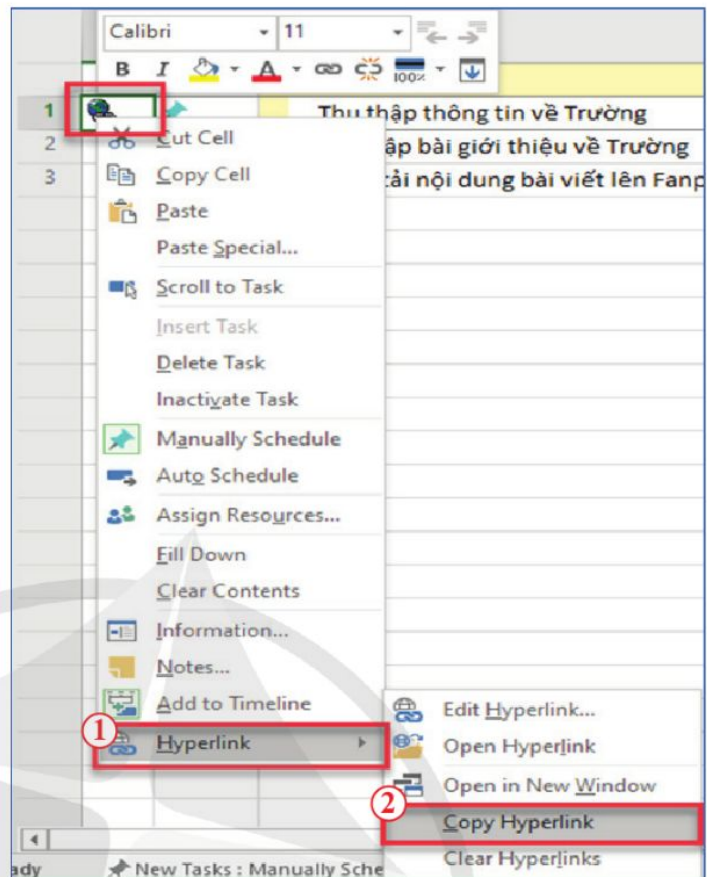 Calibri 11
B I A 100%
1 Thu thập thông tin về Trường
2 ập bài giới thiệu về Trường
3 tải nội dung bài viết lên Fanp
Cut Cell
Copy Cell
Paste
Paste Special...
Scroll to Task
Insert Task
Delete Task
Inactivate Task
Manually Schedule
Auto Schedule
Assign Resources...
Fill Down
Clear Contents
Information...
Notes...
Add to Timeline
1 Hyperlink
Edit Hyperlink...
Open Hyperlink
Open in New Window
2 Copy Hyperlink
Clear Hyperlinks
ady New Tasks : Manually Sche